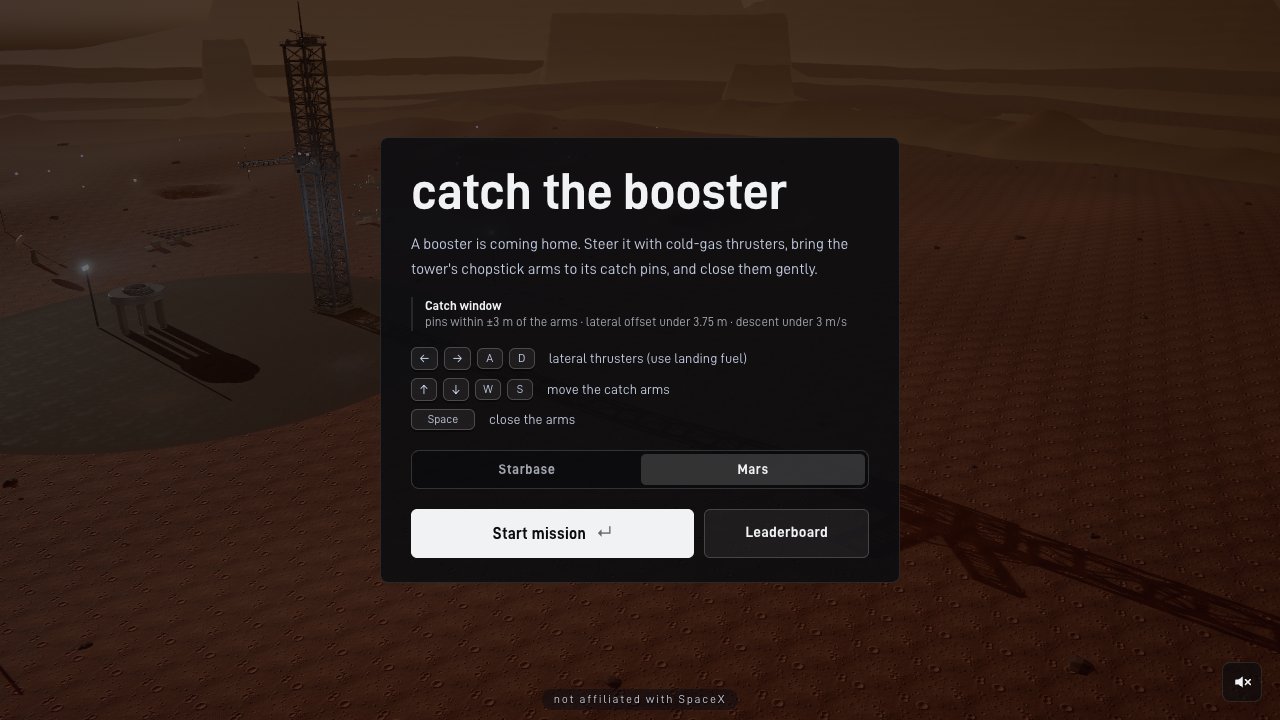 catch the booster
A booster is coming home. Steer it with cold-gas thrusters, bring the
tower's chopstick arms to its catch pins, and close them gently.
Catch window
pins within ±3 m of the arms · lateral offset under 3.75 m · descent under 3 m/s
← → A D lateral thrusters (use landing fuel)
↑ ↓ W S move the catch arms
Space close the arms
Starbase Mars
Start mission ↵ Leaderboard
not affiliated with SpaceX